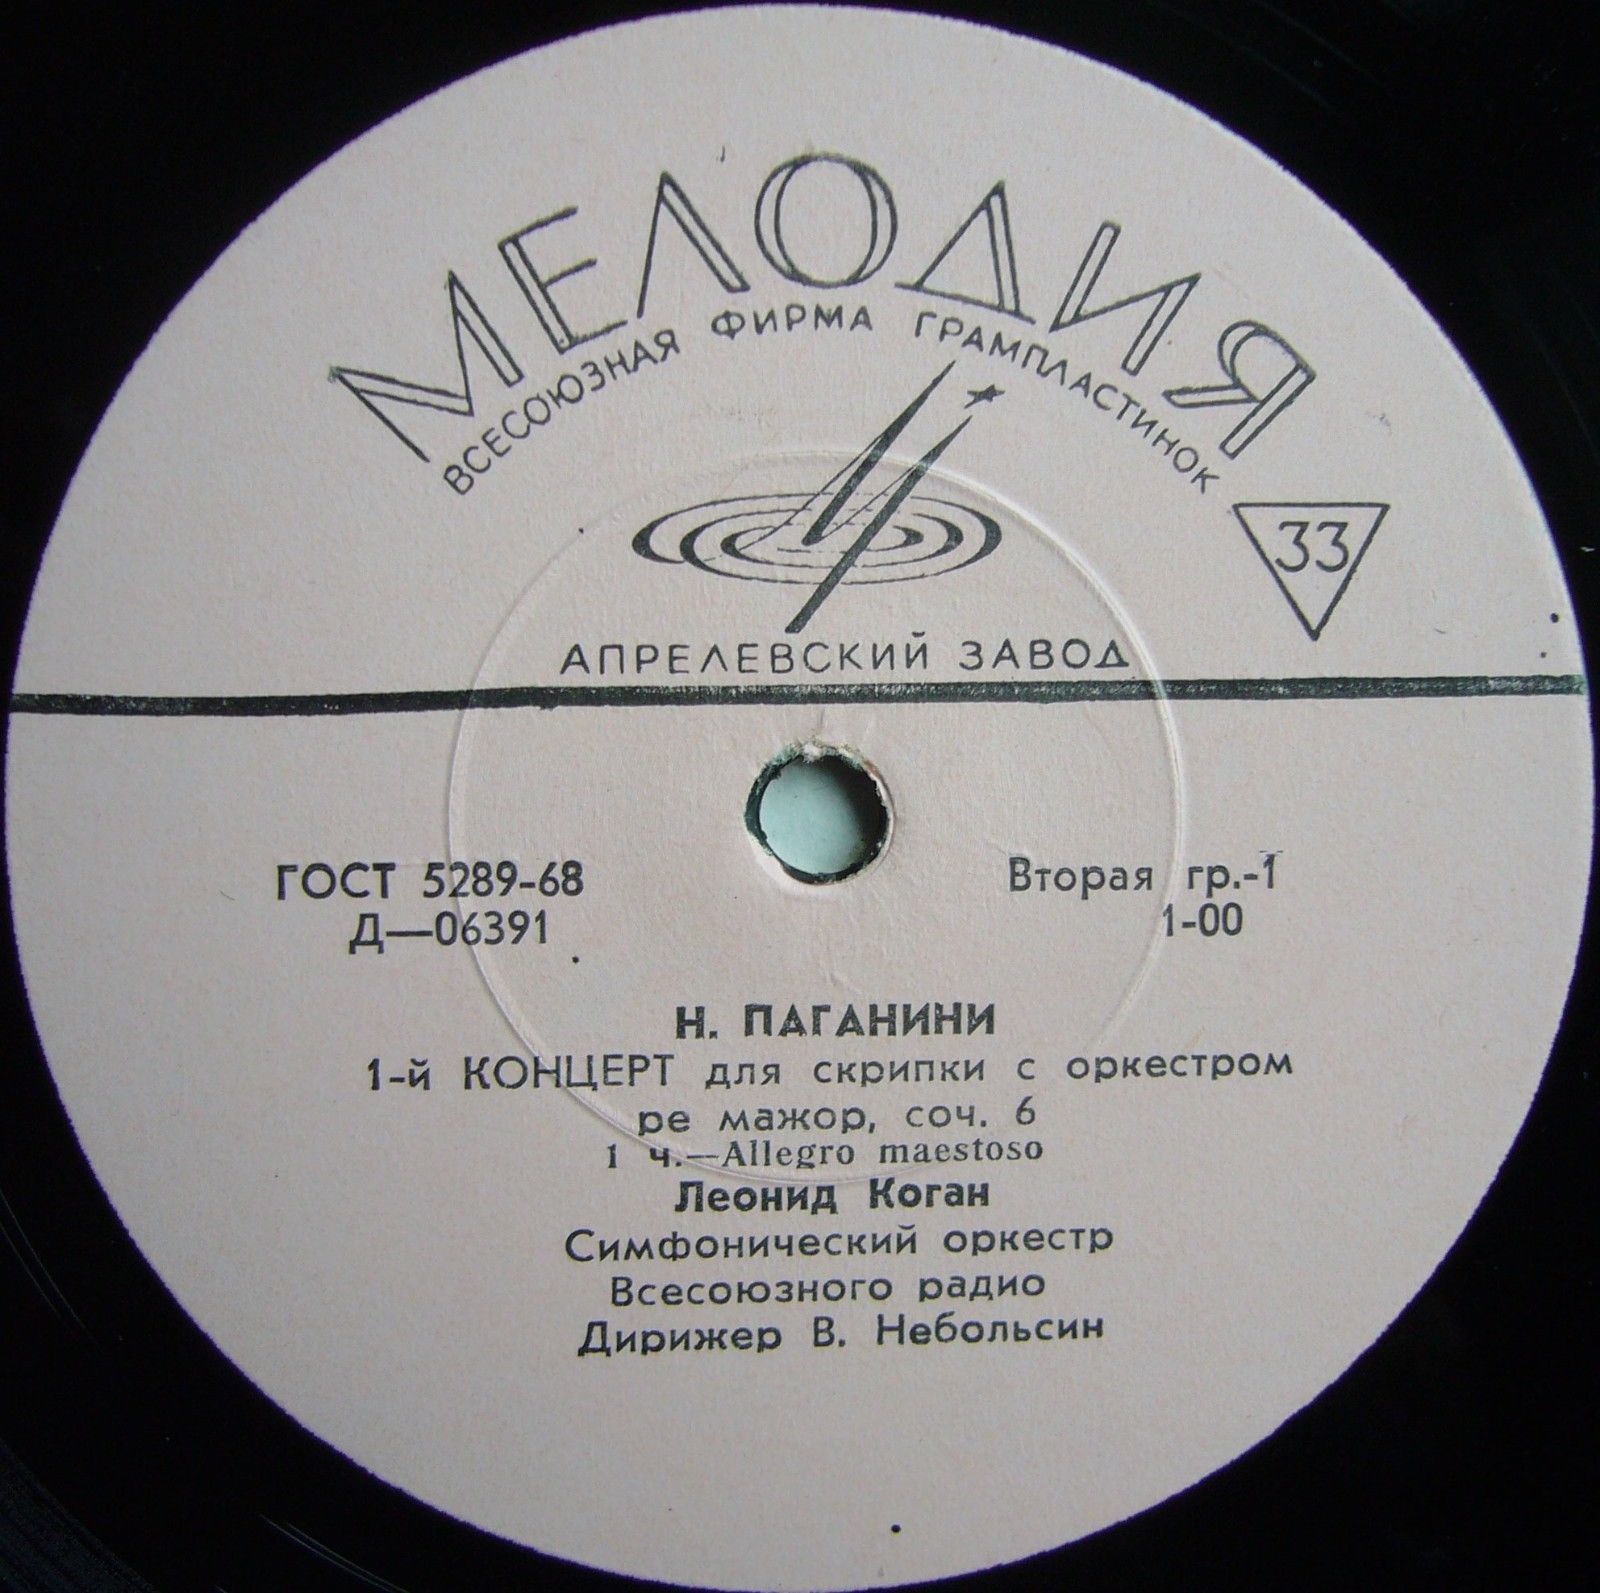 МЕЛОДИЯ
ВСЕСОЮЗНАЯ ФИРМА ГРАМПЛАСТИНОК
33
АПРЕЛЕВСКИЙ ЗАВОД
ГОСТ 5289-68
Д—06391
Вторая гр.-1
1-00
Н. ПАГАНИНИ
1-й КОНЦЕРТ для скрипки с оркестром
ре мажор, соч. 6
1 ч.—Allegro maestoso
Леонид Коган
Симфонический оркестр
Всесоюзного радио
Дирижер В. Небольсин